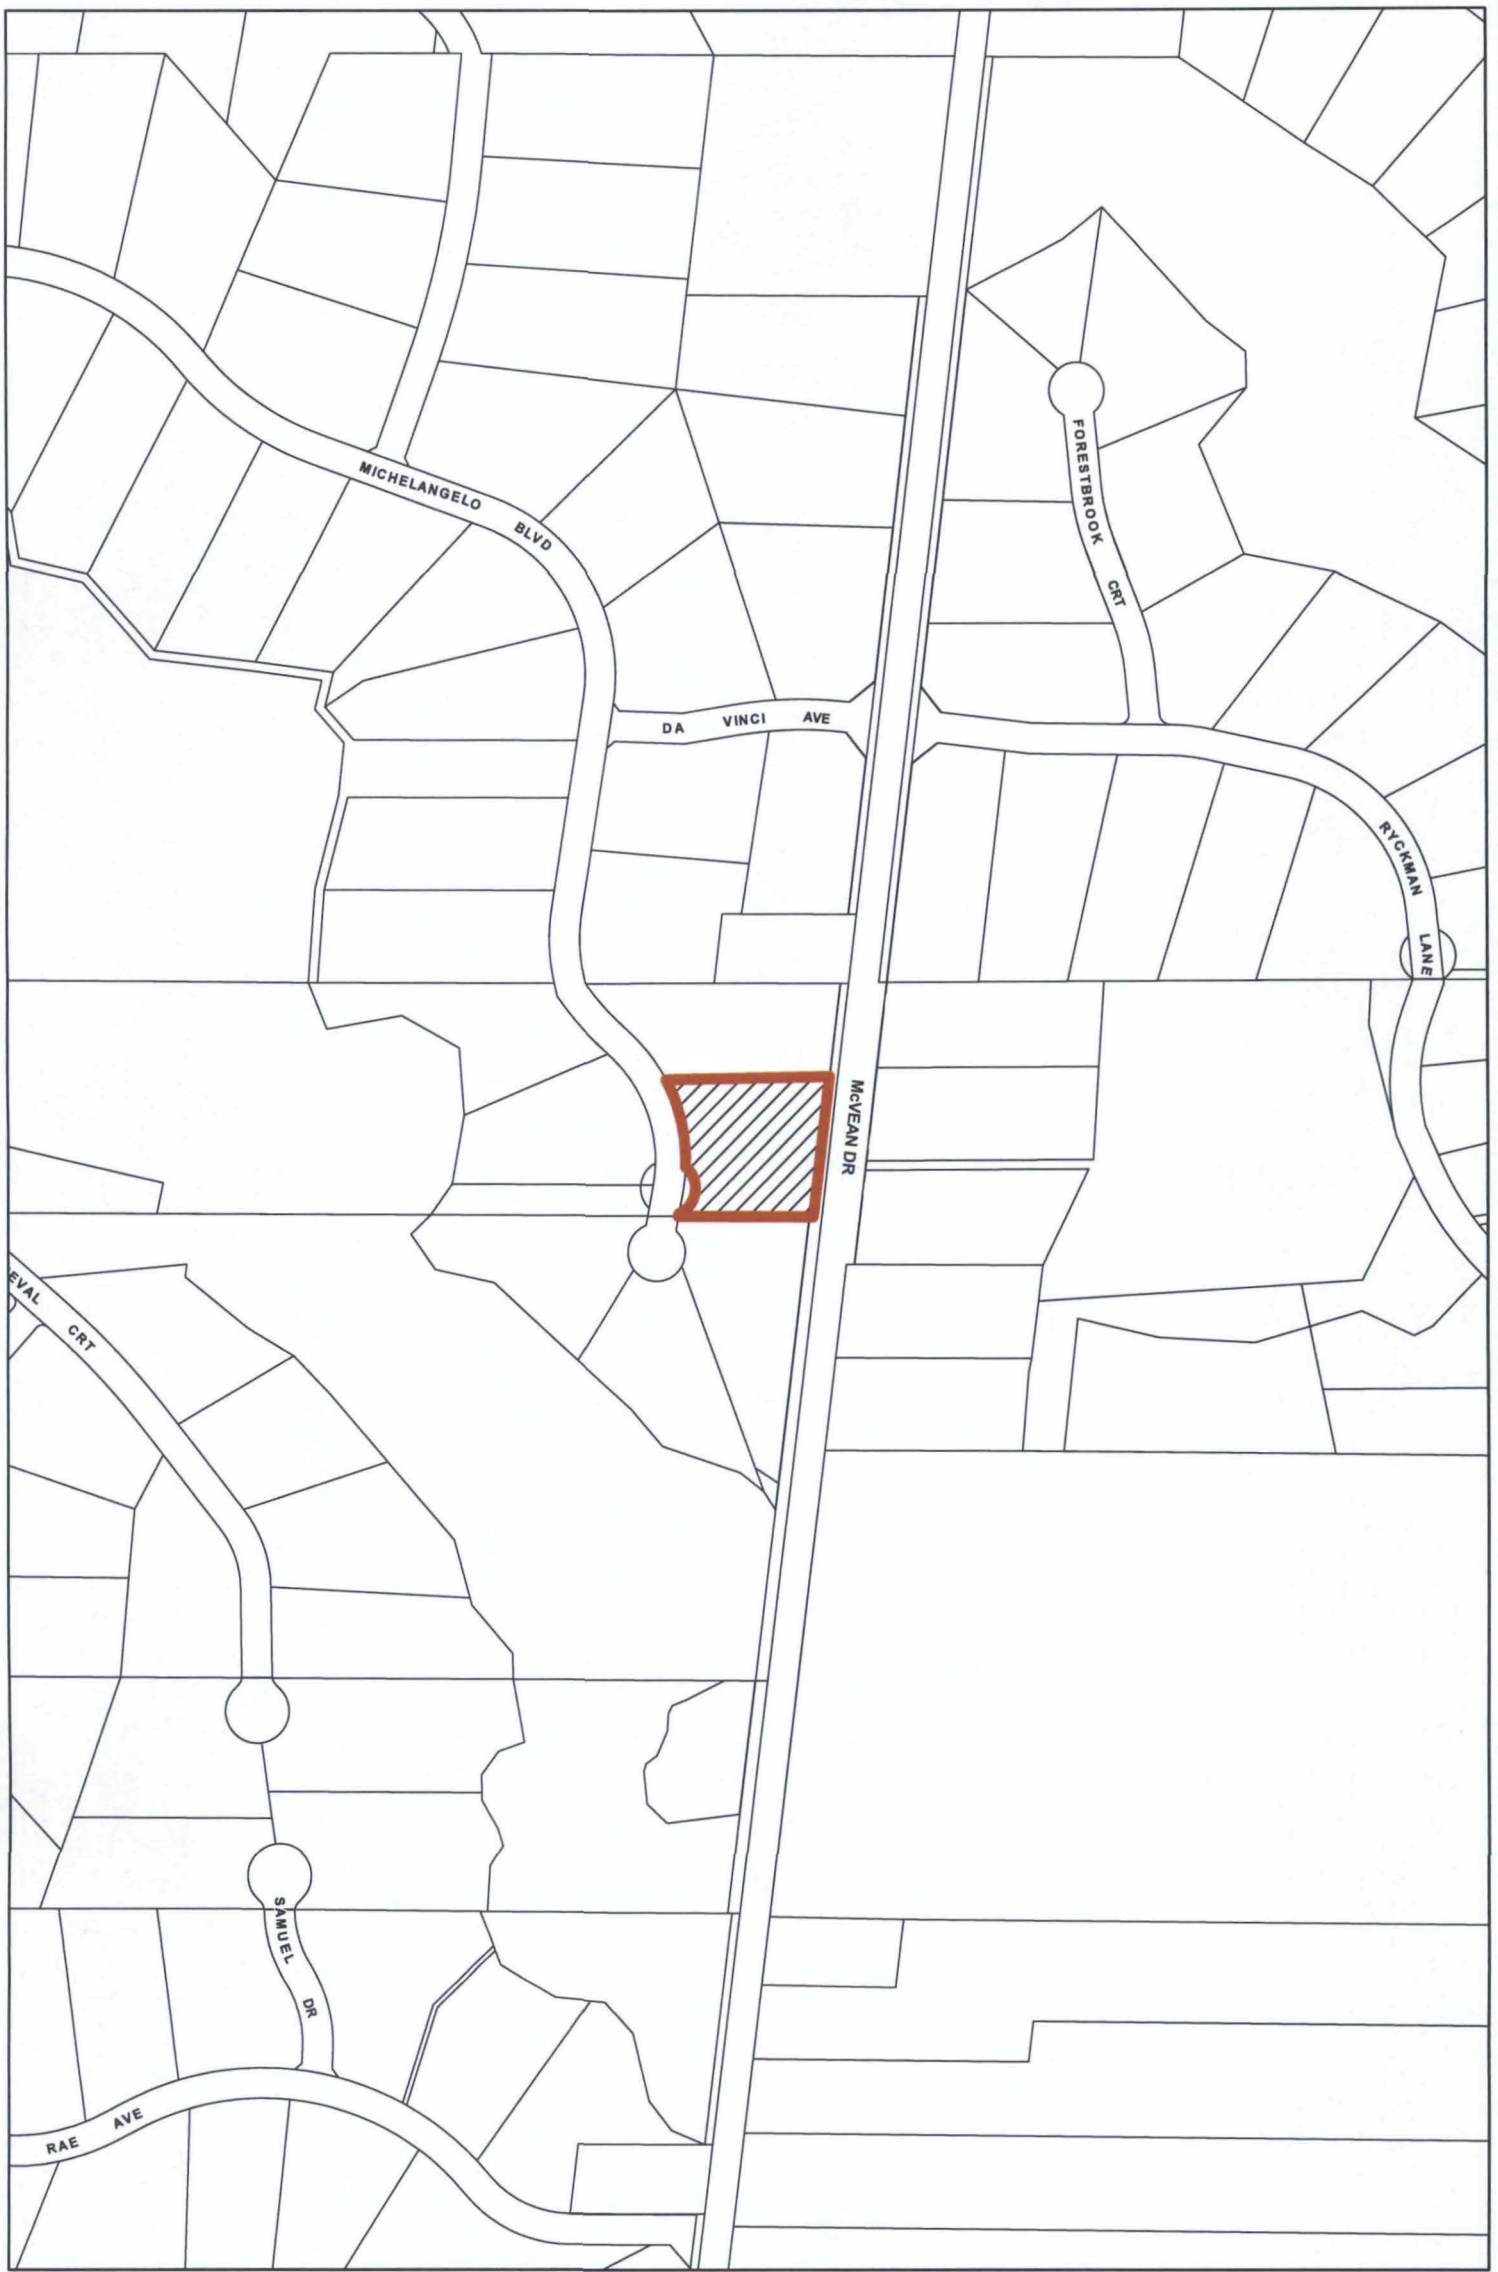 MICHELANGELO BLVD
FORESTBROOK CRT
DA VINCI AVE
RYCKMAN LANE
McVEAN DR
EVAL CRT
SAMUEL DR
RAE AVE